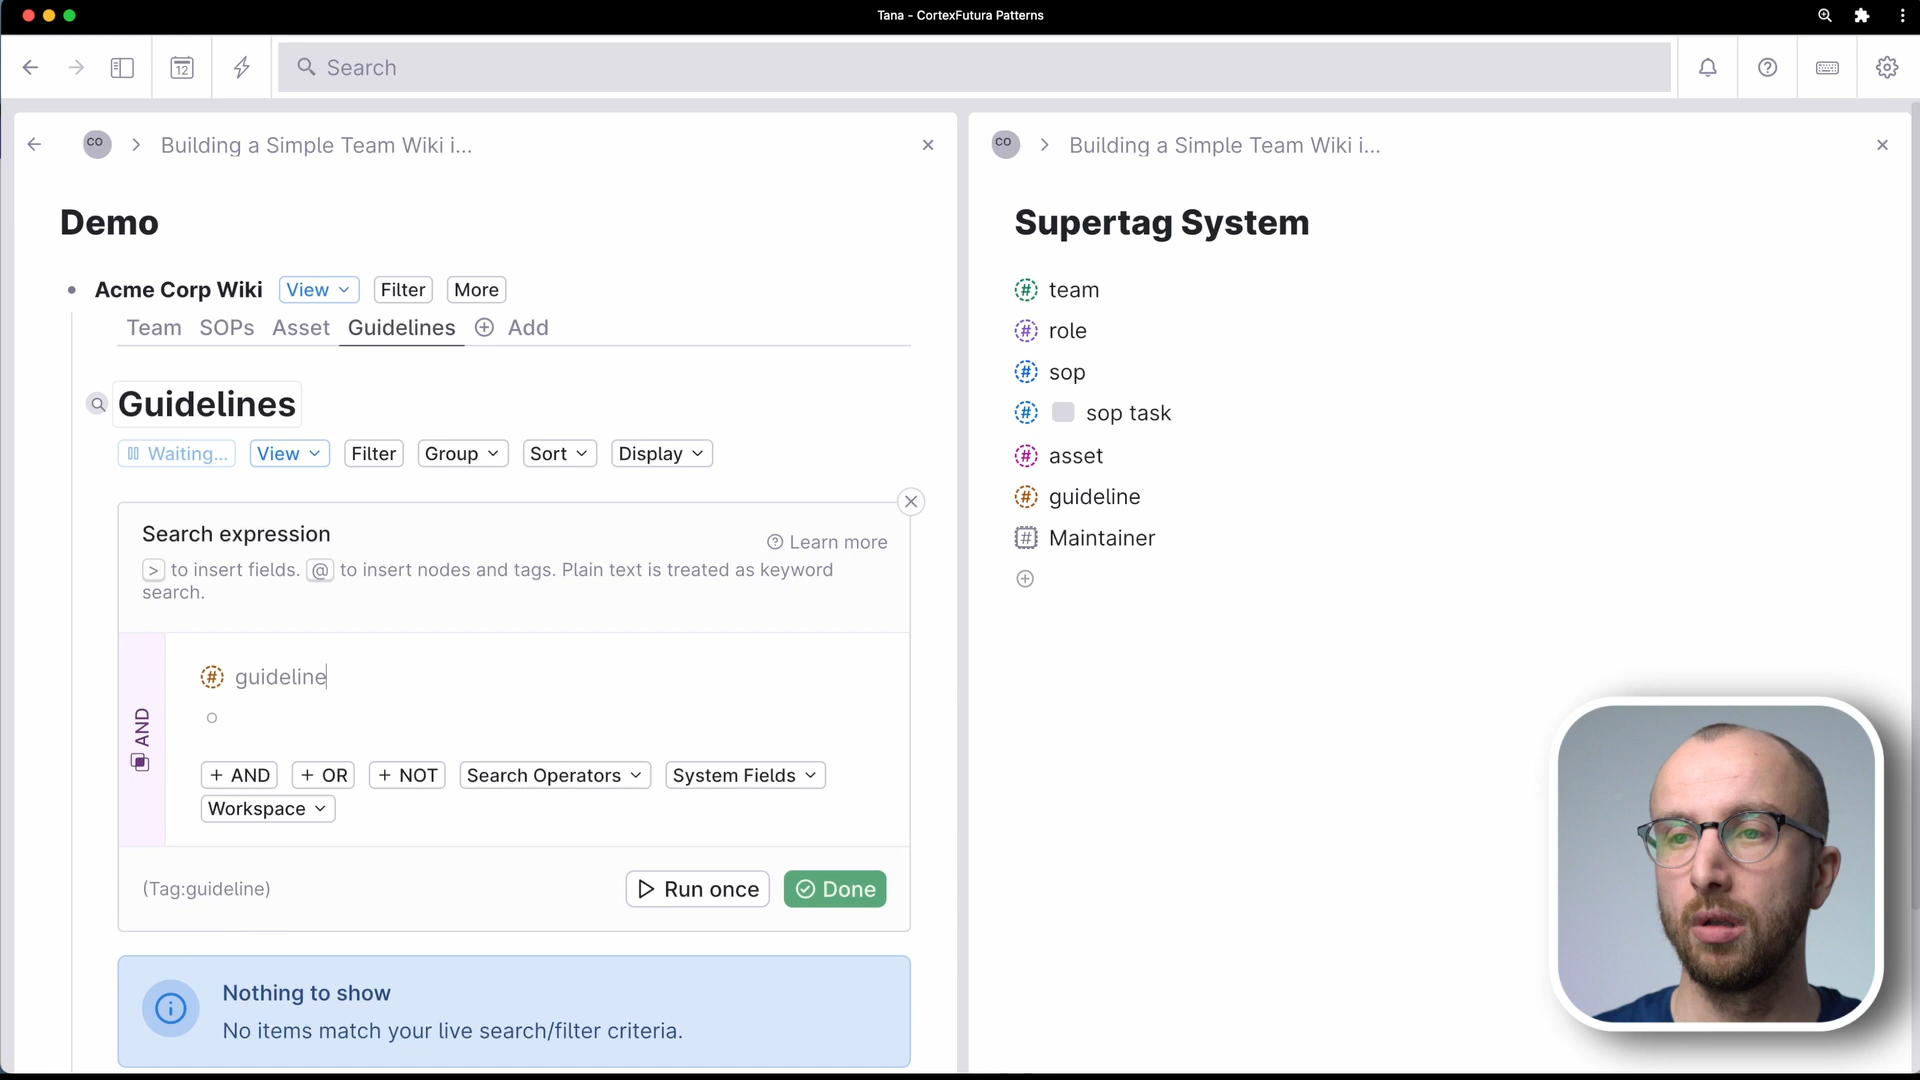 Tana - CortexFutura Patterns
12
Search
CO > Building a Simple Team Wiki i...
Demo
Acme Corp Wiki View Filter More
Team SOPs Asset Guidelines Add
Guidelines
Waiting... View Filter Group Sort Display
Search expression
Learn more
> to insert fields. @ to insert nodes and tags. Plain text is treated as keyword
search.
AND
# guideline
+ AND + OR + NOT Search Operators System Fields
Workspace
(Tag:guideline)
Run once Done
Nothing to show
No items match your live search/filter criteria.
CO > Building a Simple Team Wiki i...
Supertag System
# team
# role
# sop
# sop task
# asset
# guideline
# Maintainer